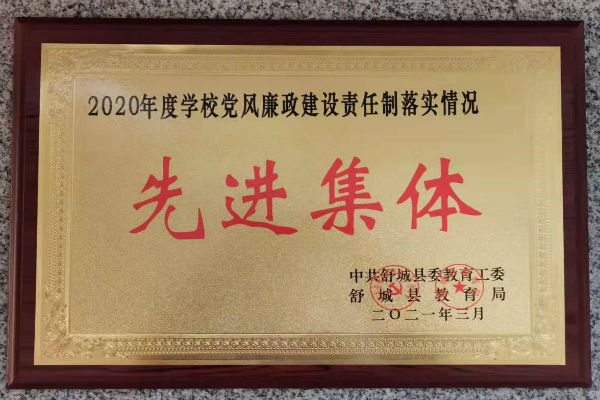 2020年度学校党风廉政建设责任制落实情况
先进集体
中共舒城县委教育工委
舒城县教育局
二〇二一年三月